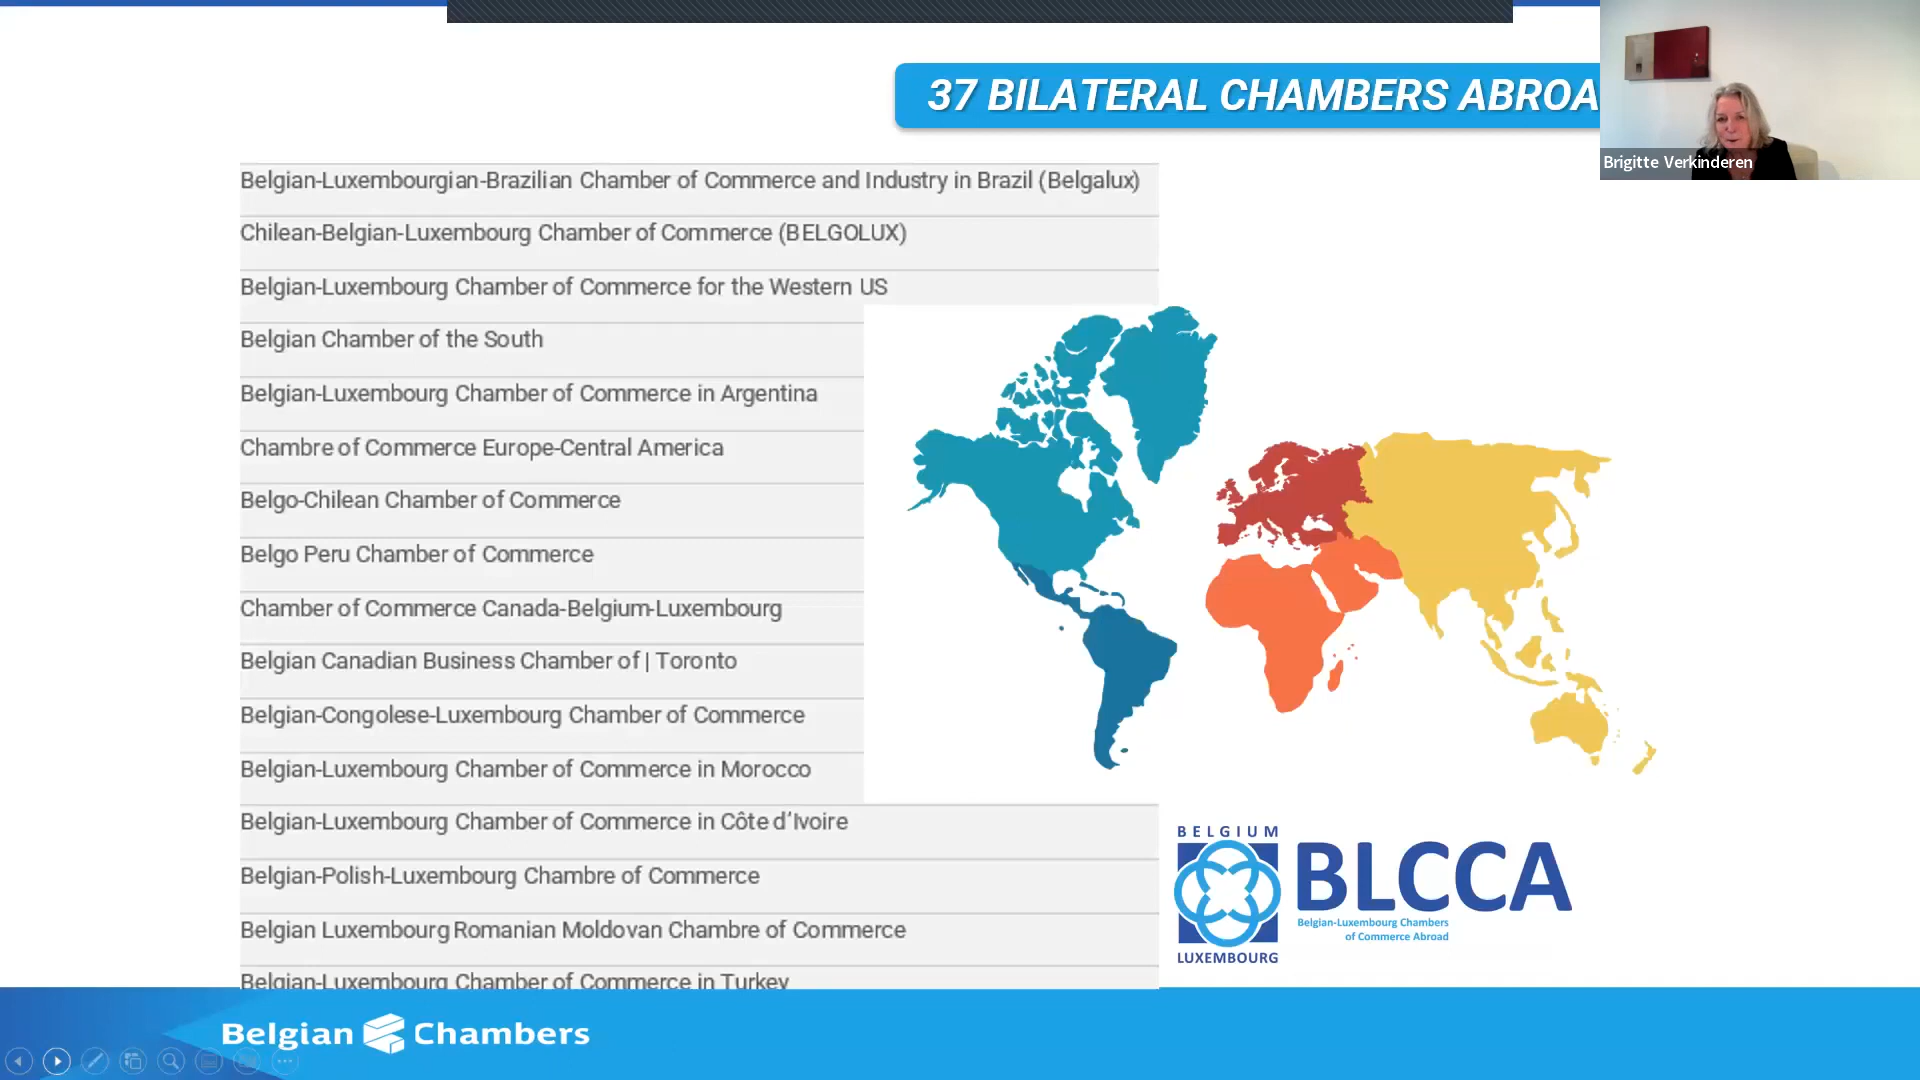 37 BILATERAL CHAMBERS ABROA
Brigitte Verkinderen
Belgian-Luxembourgian-Brazilian Chamber of Commerce and Industry in Brazil (Belgalux)
Chilean-Belgian-Luxembourg Chamber of Commerce (BELGOLUX)
Belgian-Luxembourg Chamber of Commerce for the Western US
Belgian Chamber of the South
Belgian-Luxembourg Chamber of Commerce in Argentina
Chambre of Commerce Europe-Central America
Belgo-Chilean Chamber of Commerce
Belgo Peru Chamber of Commerce
Chamber of Commerce Canada-Belgium-Luxembourg
Belgian Canadian Business Chamber of | Toronto
Belgian-Congolese-Luxembourg Chamber of Commerce
Belgian-Luxembourg Chamber of Commerce in Morocco
Belgian-Luxembourg Chamber of Commerce in Côte d’Ivoire
Belgian-Polish-Luxembourg Chambre of Commerce
Belgian Luxembourg Romanian Moldovan Chambre of Commerce
Belgian-Luxembourg Chamber of Commerce in Turkey
BELGIUM
LUXEMBOURG
BLCCA
Belgian-Luxembourg Chambers
of Commerce Abroad
Belgian Chambers